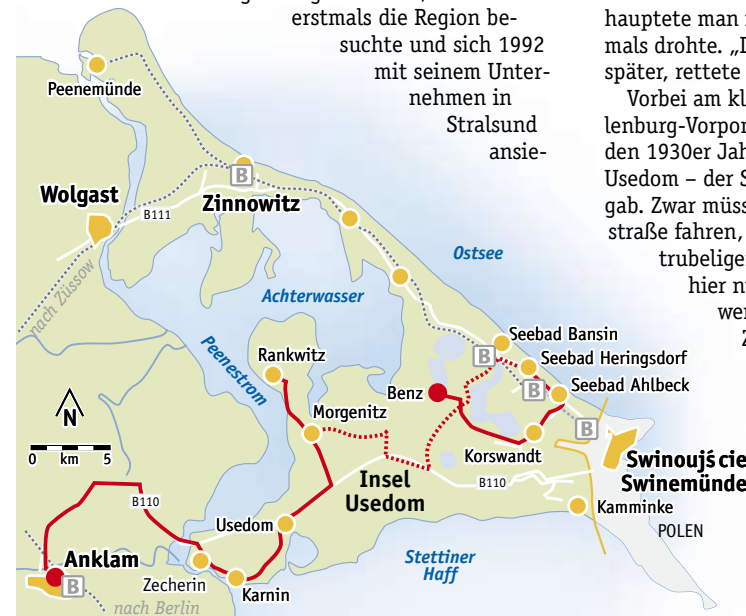 erstmals die Region be-
suchte und sich 1992
mit seinem Unter-
nehmen in
Stralsund
ansie-
hauptete man
mals drohte. „D
später, rettete
Vorbei am kl
lenburg-Vorpor
den 1930er Jah
Usedom – der S
gab. Zwar müss
straße fahren,
trubelige
hier n
wer
Z
Peenemünde
Wolgast
B111
Zinnowitz
B
nach Züssow
Ostsee
Achterwasser
Peenestrom
Rankwitz
Seebad Bansin
B
Seebad Heringsdorf
B
Seebad Ahlbeck
B
Benz
Morgenitz
Korswandt
N
0 km 5
Insel
Usedom
B110
Swinoujście
Swinemünde
Kamminke
POLEN
B110
Usedom
Anklam
B
Zecherin
Karnin
nach Berlin
Stettiner
Haff